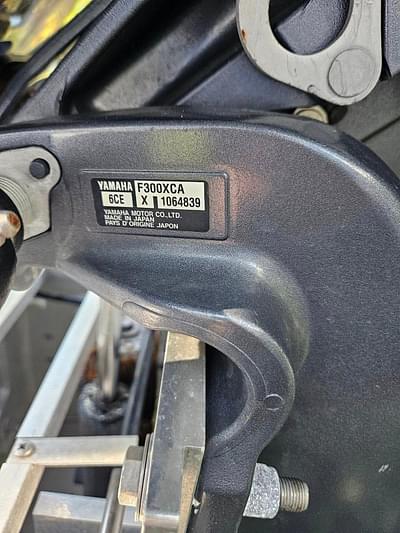 YAMAHA F300XCA
6CE X 1064839
YAMAHA MOTOR CO.,LTD.
MADE IN JAPAN
PAYS D'ORIGINE JAPON